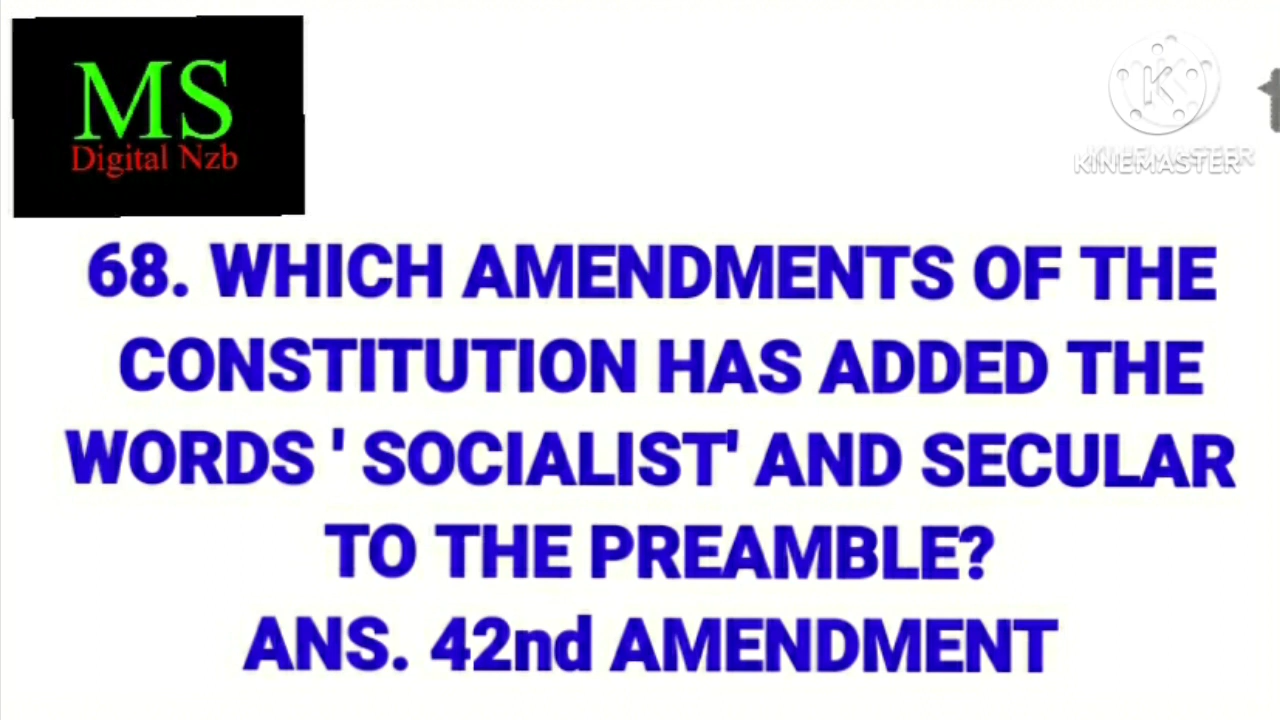 MS
Digital Nzb
KINEMASTER
68. WHICH AMENDMENTS OF THE
CONSTITUTION HAS ADDED THE
WORDS ' SOCIALIST' AND SECULAR
TO THE PREAMBLE?
ANS. 42nd AMENDMENT